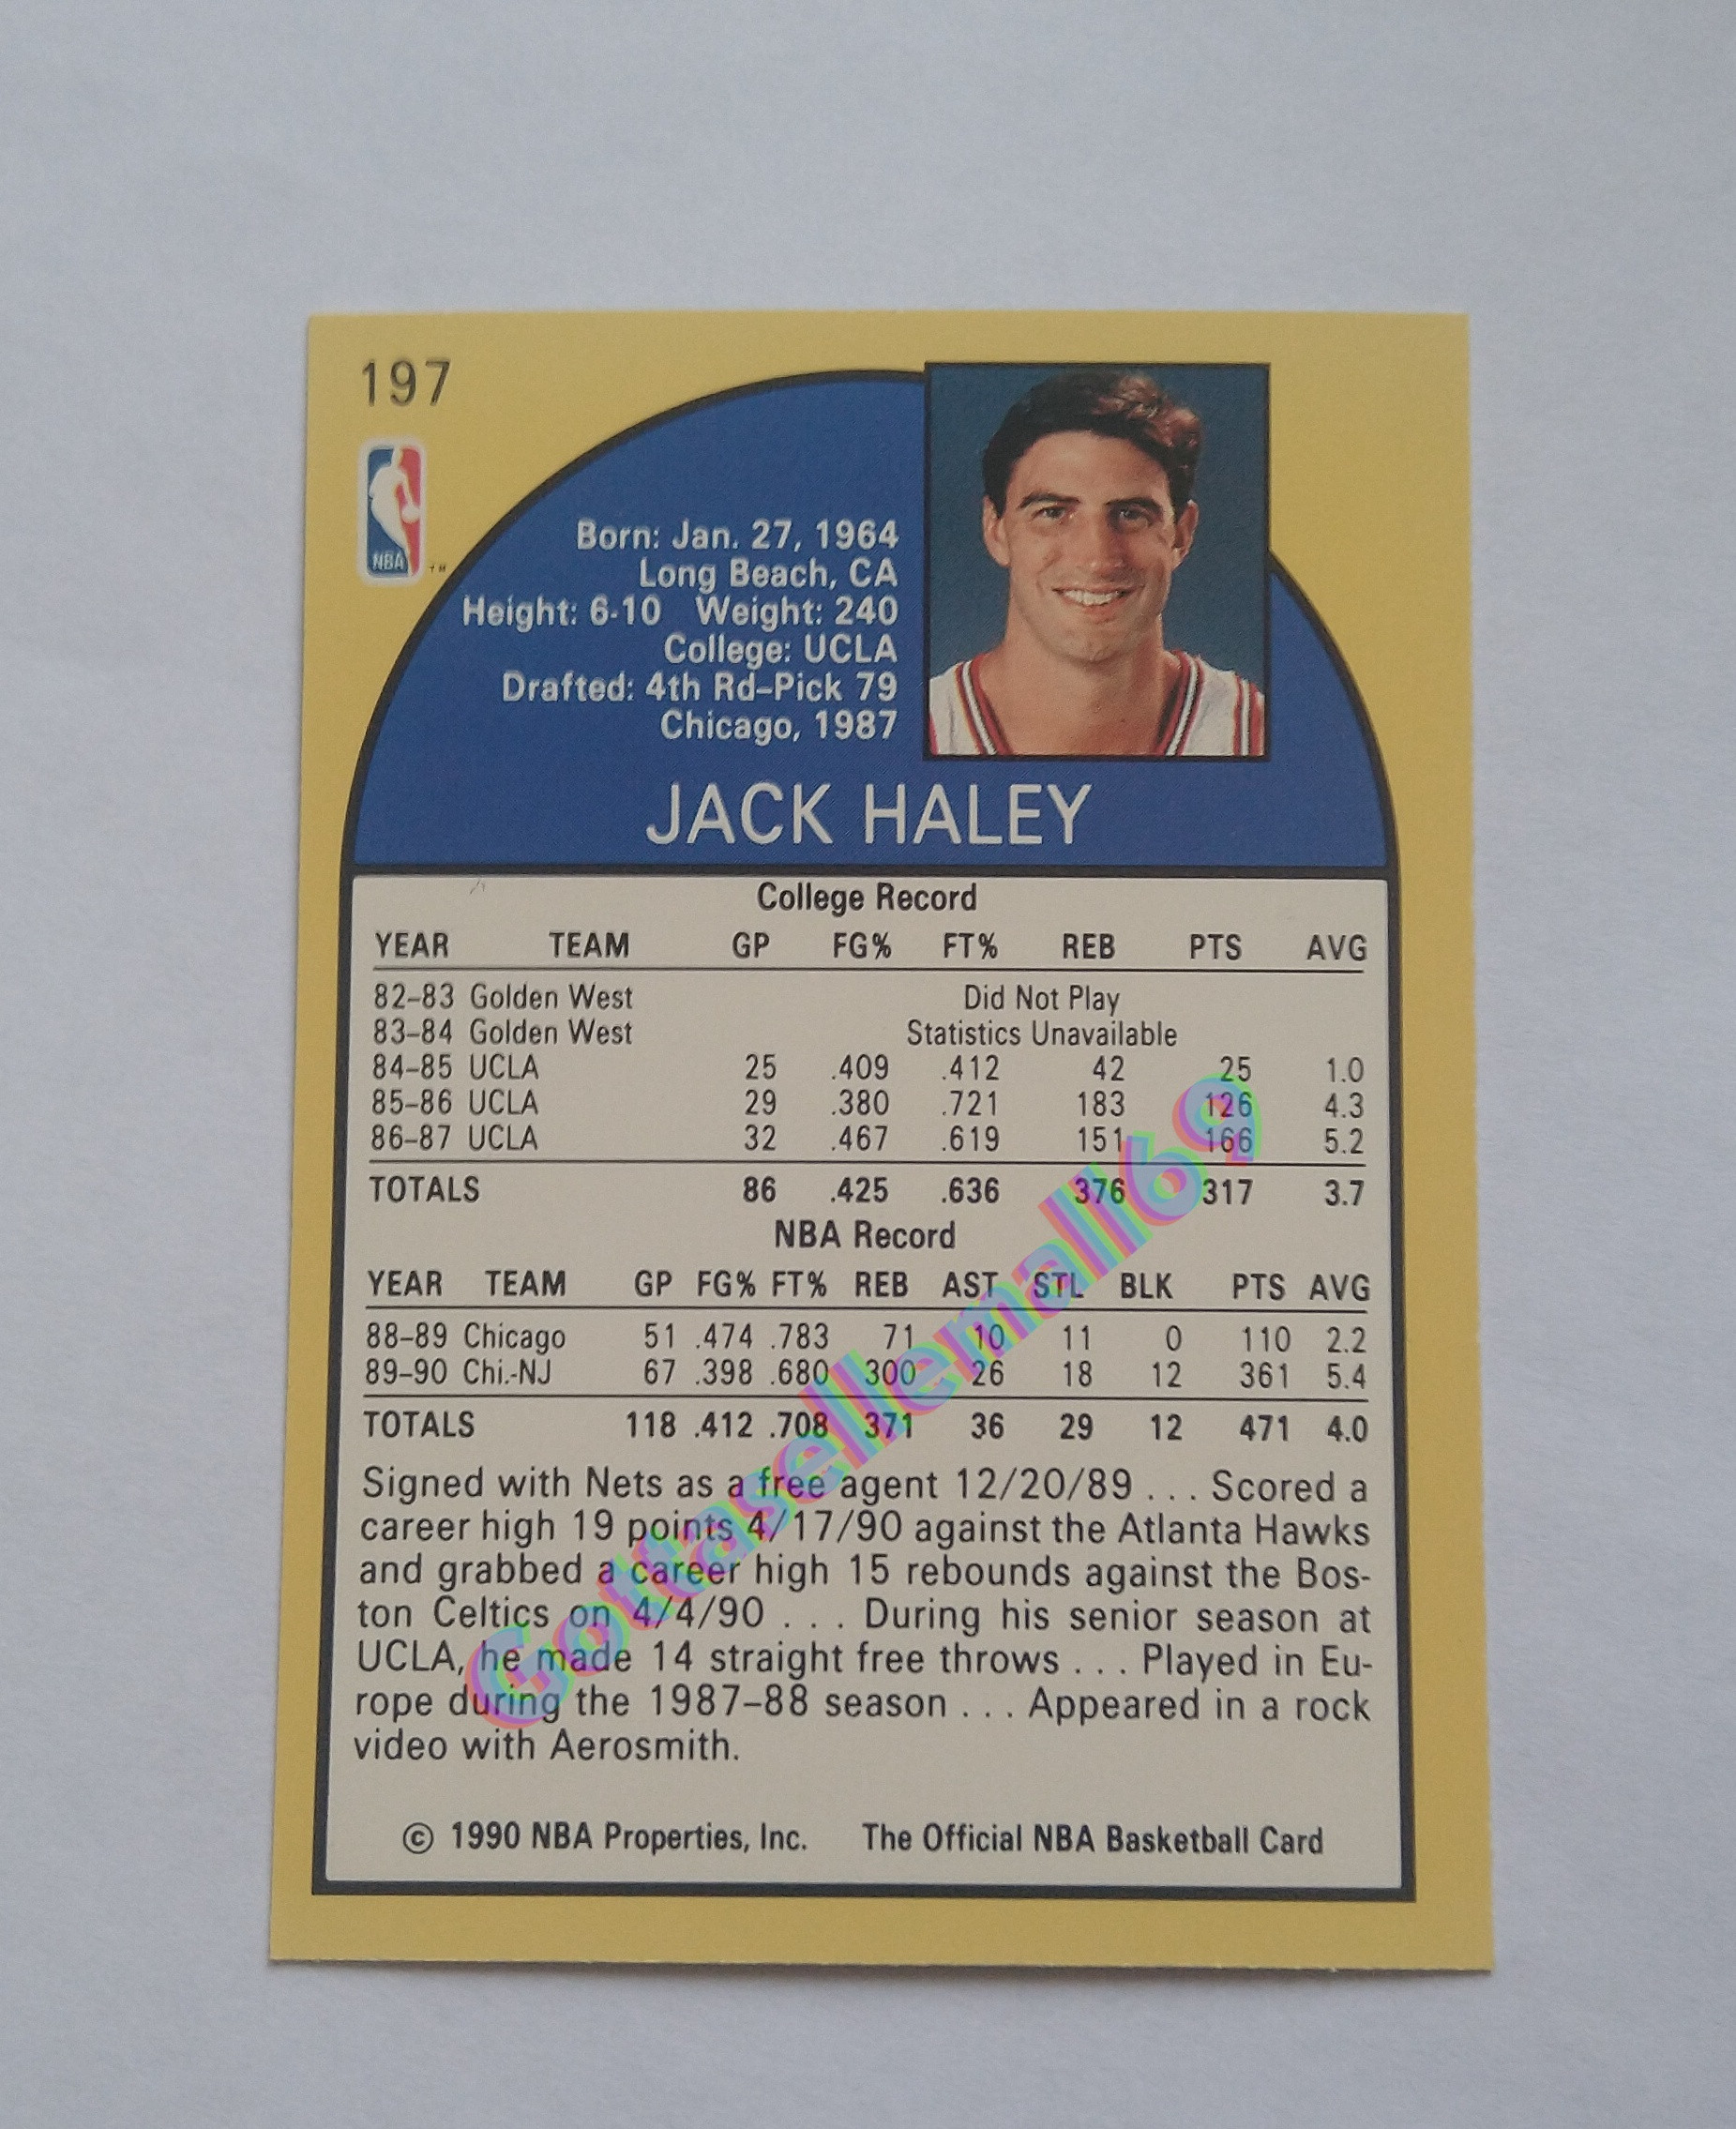 197
NBA
TM
Born: Jan. 27, 1964
Long Beach, CA
Height: 6-10 Weight: 240
College: UCLA
Drafted: 4th Rd–Pick 79
Chicago, 1987
JACK HALEY
College Record
YEAR TEAM GP FG% FT% REB PTS AVG
82–83 Golden West Did Not Play
83–84 Golden West Statistics Unavailable
84–85 UCLA 25 .409 .412 42 25 1.0
85–86 UCLA 29 .380 .721 183 126 4.3
86–87 UCLA 32 .467 .619 151 166 5.2
TOTALS 86 .425 .636 376 317 3.7
NBA Record
YEAR TEAM GP FG% FT% REB AST STL BLK PTS AVG
88–89 Chicago 51 .474 .783 71 10 11 0 110 2.2
89–90 Chi.-NJ 67 .398 .680 300 26 18 12 361 5.4
TOTALS 118 .412 .708 371 36 29 12 471 4.0
Signed with Nets as a free agent 12/20/89 . . . Scored a
career high 19 points 4/17/90 against the Atlanta Hawks
and grabbed a career high 15 rebounds against the Bos-
ton Celtics on 4/4/90 . . . During his senior season at
UCLA, he made 14 straight free throws . . . Played in Eu-
rope during the 1987–88 season . . . Appeared in a rock
video with Aerosmith.
© 1990 NBA Properties, Inc. The Official NBA Basketball Card
Gottaselllemall69